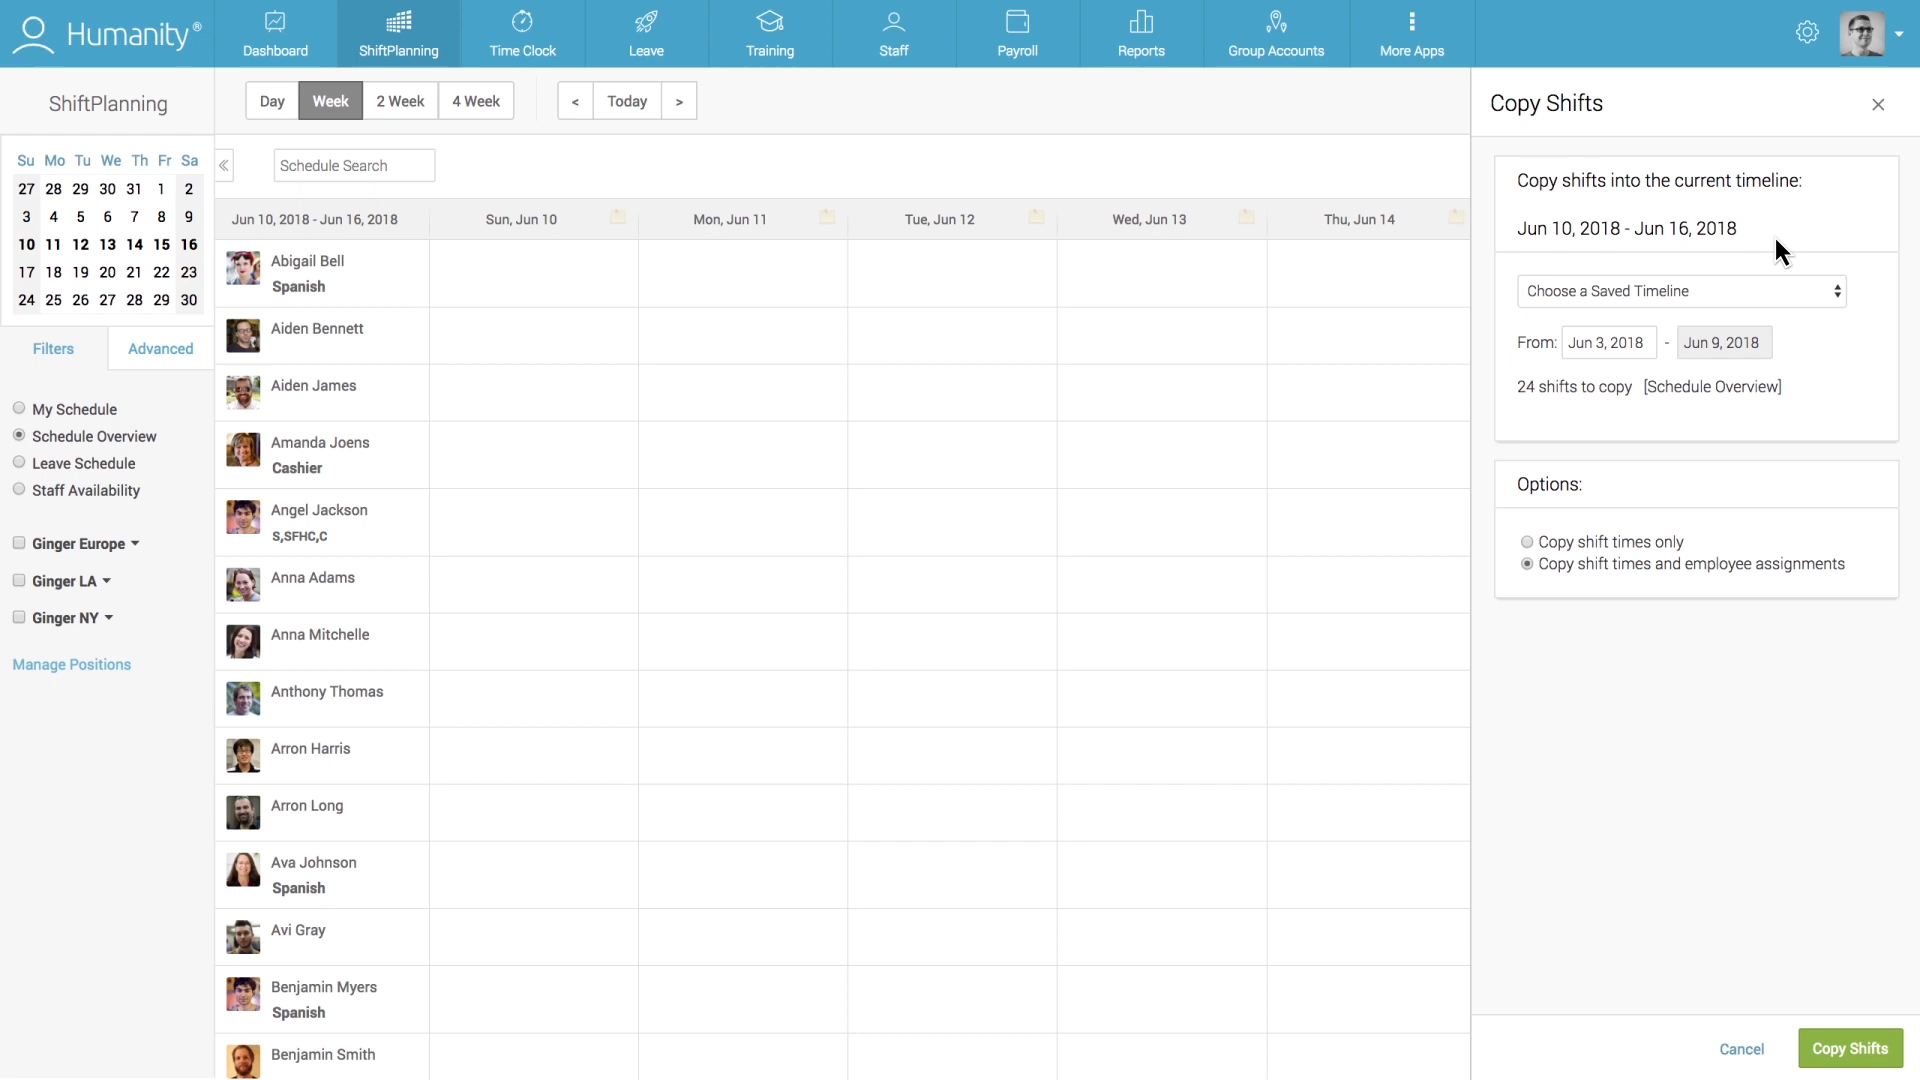 Humanity®
Dashboard
ShiftPlanning
Time Clock
Leave
Training
Staff
Payroll
Reports
Group Accounts
More Apps
ShiftPlanning
Day Week 2 Week 4 Week < Today >
Copy Shifts
Su Mo Tu We Th Fr Sa
27 28 29 30 31 1 2
3 4 5 6 7 8 9
10 11 12 13 14 15 16
17 18 19 20 21 22 23
24 25 26 27 28 29 30
Filters Advanced
My Schedule
Schedule Overview
Leave Schedule
Staff Availability
Ginger Europe
Ginger LA
Ginger NY
Manage Positions
Schedule Search
Jun 10, 2018 - Jun 16, 2018 Sun, Jun 10 Mon, Jun 11 Tue, Jun 12 Wed, Jun 13 Thu, Jun 14
Abigail Bell
Spanish
Aiden Bennett
Aiden James
Amanda Joens
Cashier
Angel Jackson
S,SFHC,C
Anna Adams
Anna Mitchelle
Anthony Thomas
Arron Harris
Arron Long
Ava Johnson
Spanish
Avi Gray
Benjamin Myers
Spanish
Benjamin Smith
Copy shifts into the current timeline:
Jun 10, 2018 - Jun 16, 2018
Choose a Saved Timeline
From: Jun 3, 2018 - Jun 9, 2018
24 shifts to copy [Schedule Overview]
Options:
Copy shift times only
Copy shift times and employee assignments
Cancel Copy Shifts